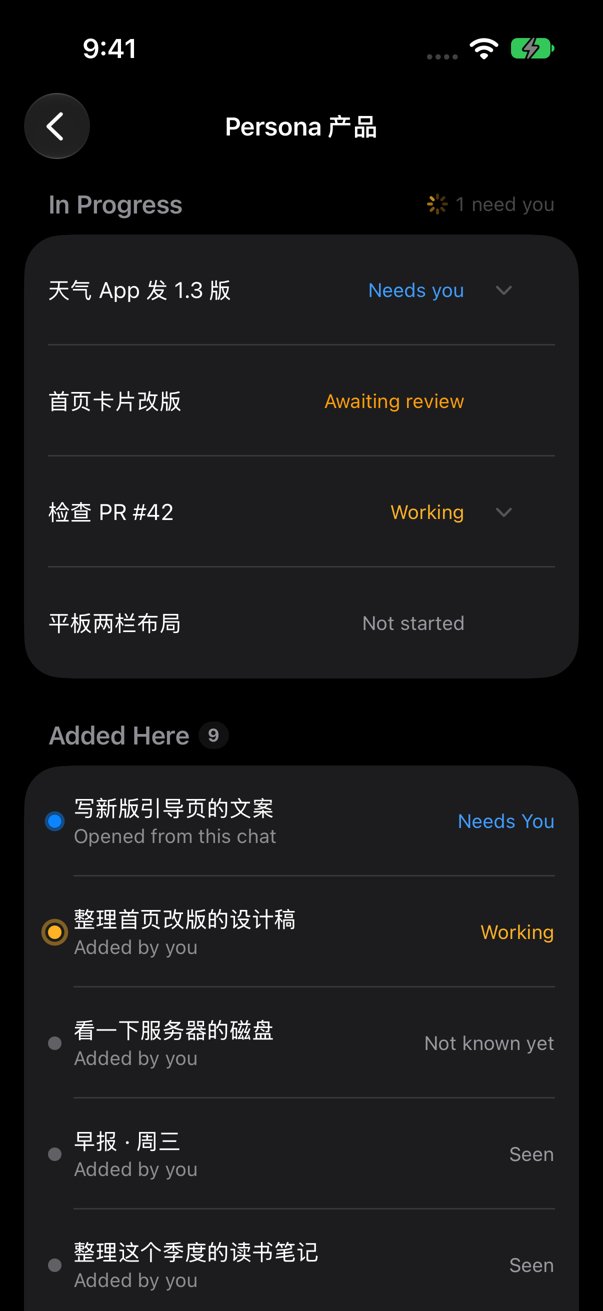 9:41
Persona 产品
In Progress
1 need you
天气 App 发 1.3 版
Needs you
首页卡片改版
Awaiting review
检查 PR #42
Working
平板两栏布局
Not started
Added Here 9
写新版引导页的文案
Opened from this chat
Needs You
整理首页改版的设计稿
Added by you
Working
看一下服务器的磁盘
Added by you
Not known yet
早报 · 周三
Added by you
Seen
整理这个季度的读书笔记
Added by you
Seen